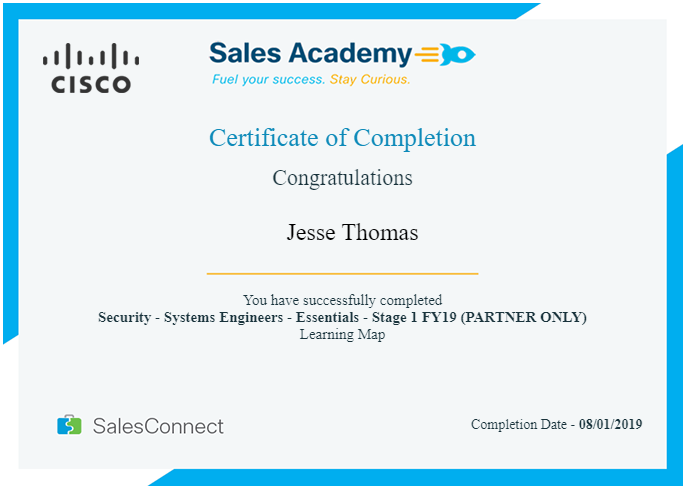 CISCO
Sales Academy
Fuel your success. Stay Curious.
Certificate of Completion
Congratulations
Jesse Thomas
You have successfully completed
Security - Systems Engineers - Essentials - Stage 1 FY19 (PARTNER ONLY)
Learning Map
SalesConnect
Completion Date - 08/01/2019